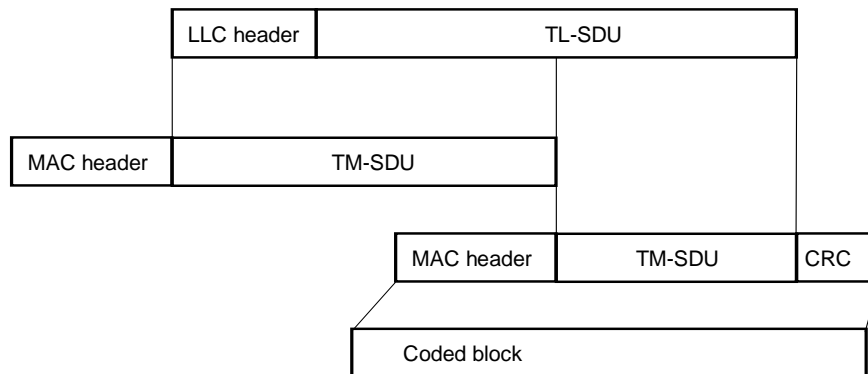 LLC header TL-SDU
MAC header TM-SDU
MAC header TM-SDU CRC
Coded block